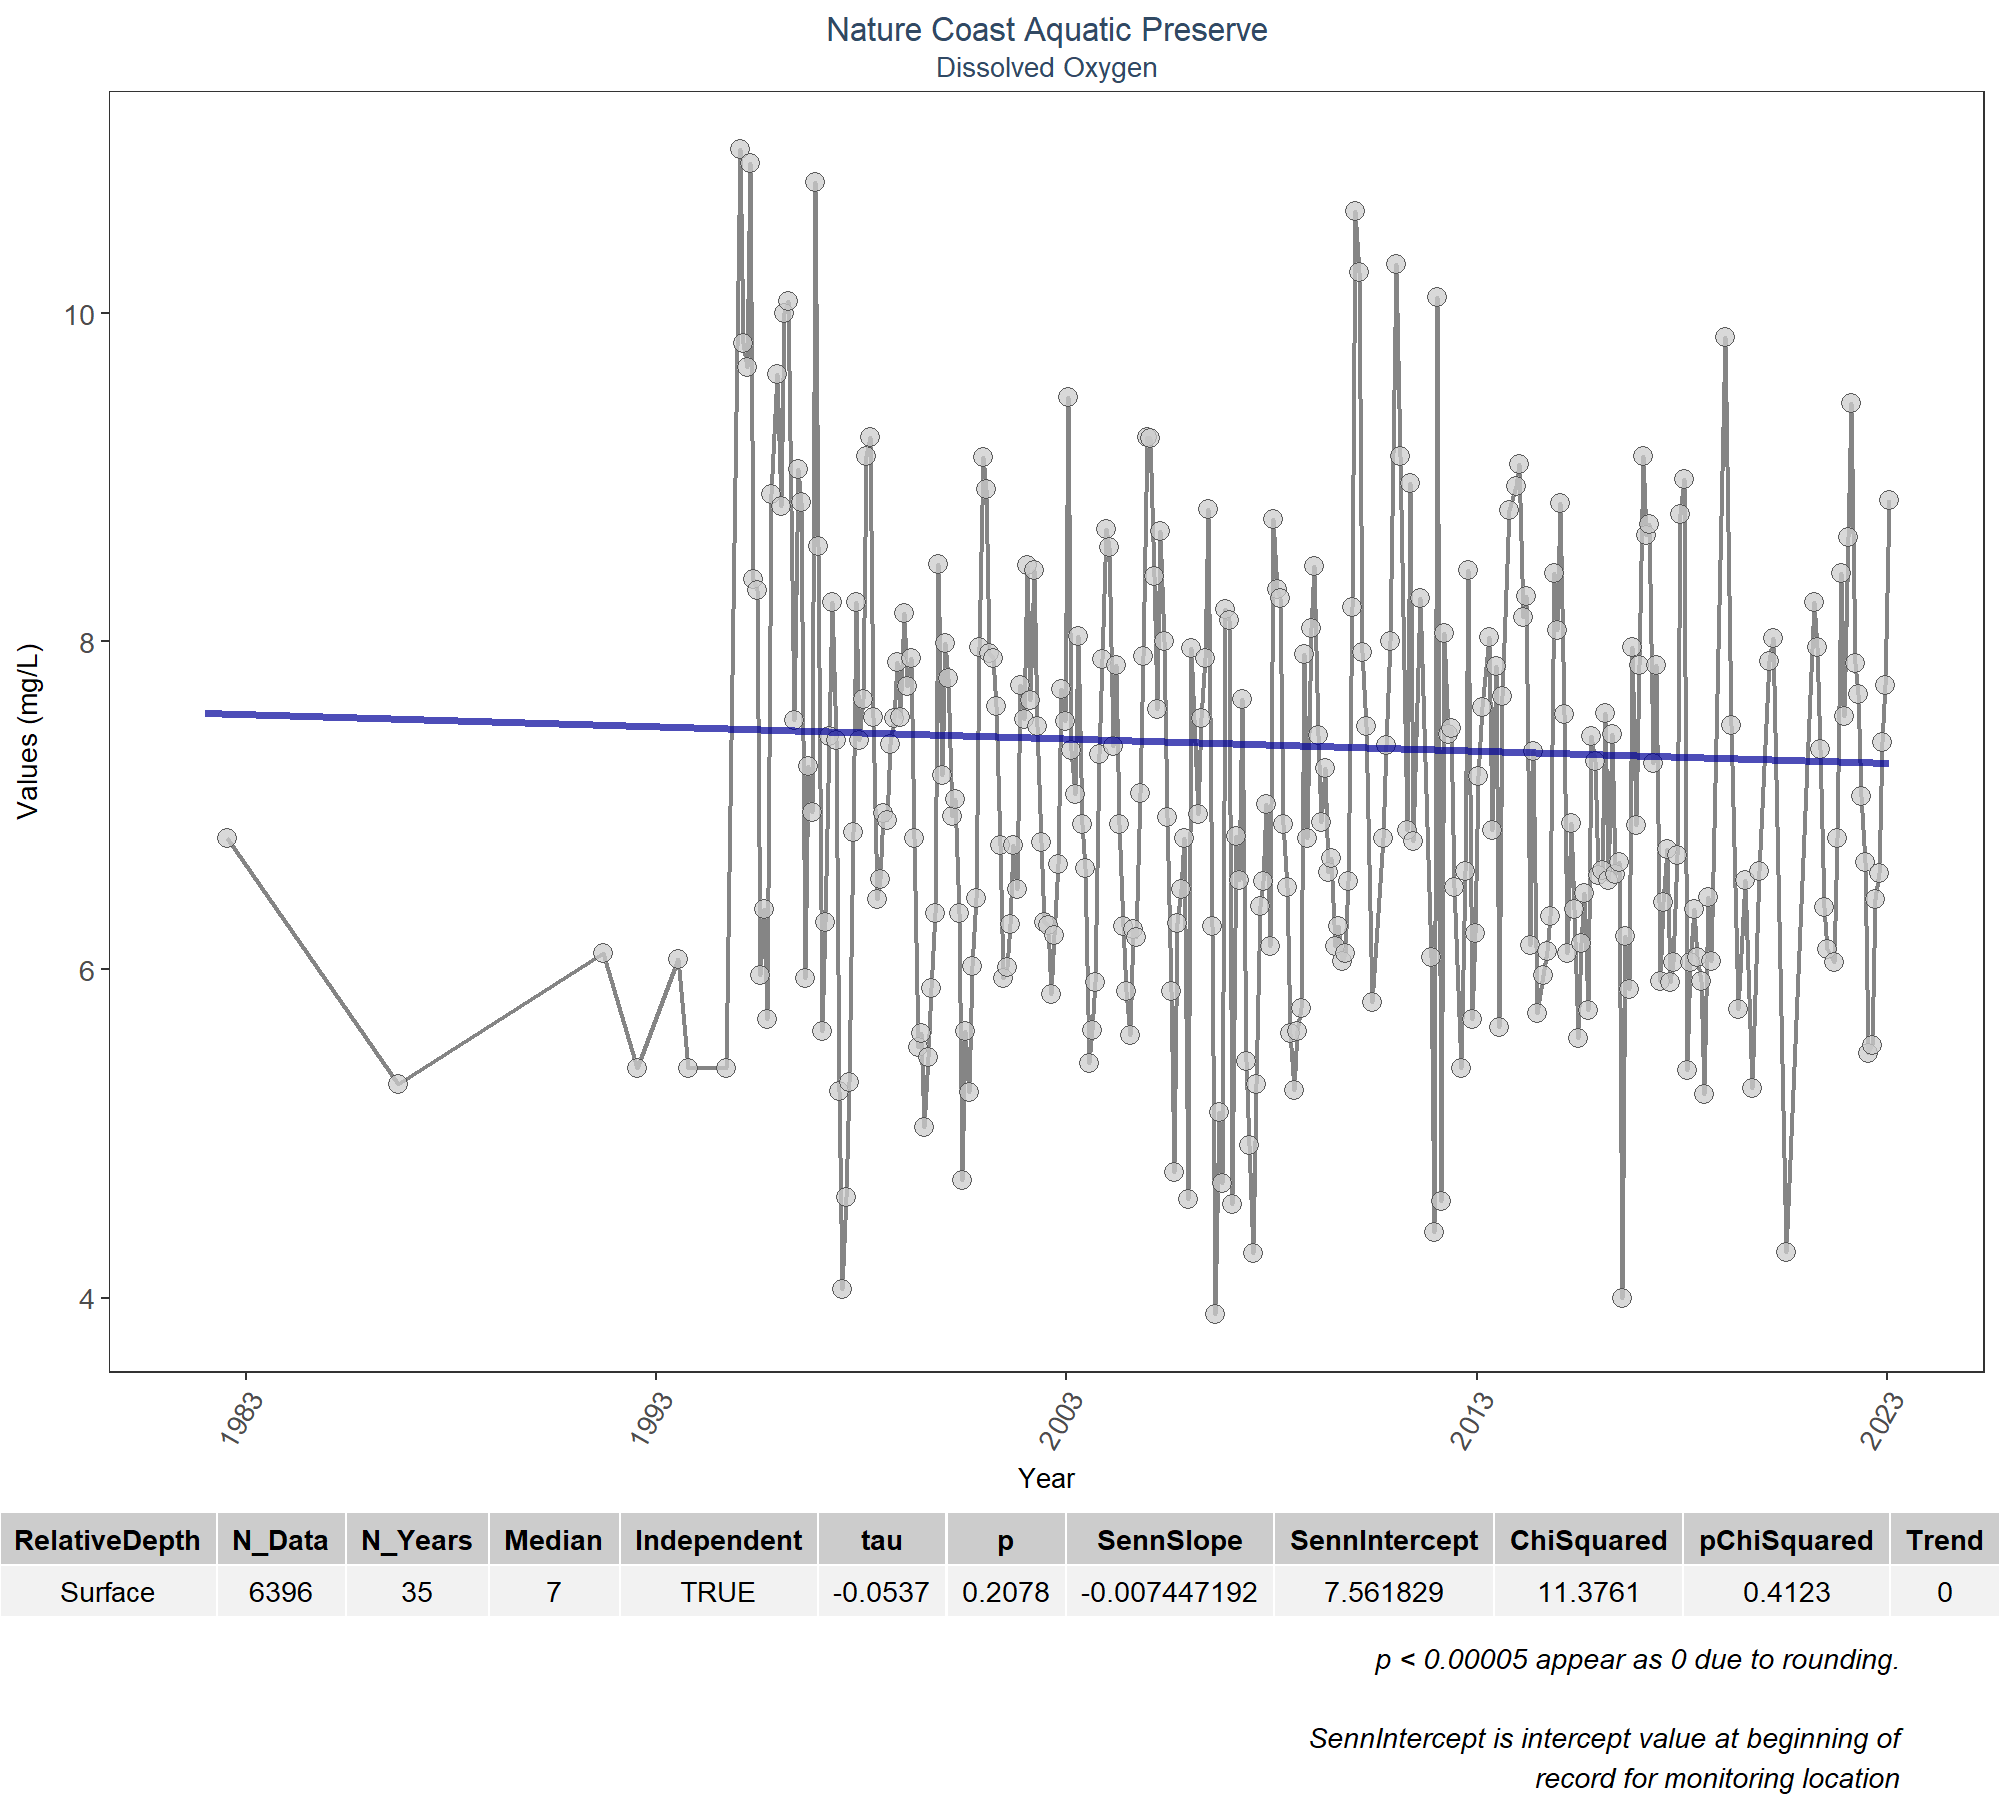 Nature Coast Aquatic Preserve
Dissolved Oxygen
Values (mg/L)
10
8
6
4
1983
1993
2003
2013
2023
Year
RelativeDepth N_Data N_Years Median Independent tau p SennSlope SennIntercept ChiSquared pChiSquared Trend
Surface 6396 35 7 TRUE -0.0537 0.2078 -0.007447192 7.561829 11.3761 0.4123 0
p < 0.00005 appear as 0 due to rounding.
SennIntercept is intercept value at beginning of
record for monitoring location